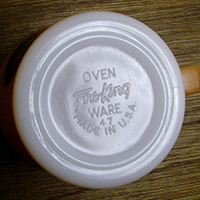 OVEN
Fire-King
WARE
47
MADE IN U.S.A.